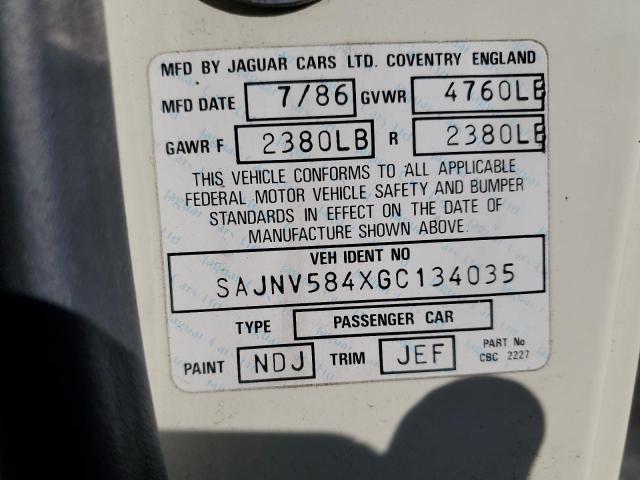 MFD BY JAGUAR CARS LTD. COVENTRY ENGLAND
MFD DATE 7/86 GVWR 4760LB
GAWR F 2380LB R 2380LB
THIS VEHICLE CONFORMS TO ALL APPLICABLE
FEDERAL MOTOR VEHICLE SAFETY AND BUMPER
STANDARDS IN EFFECT ON THE DATE OF
MANUFACTURE SHOWN ABOVE.
VEH IDENT NO
SAJNV584XGC134035
TYPE PASSENGER CAR
PAINT NDJ TRIM JEF PART No
CBC 2227